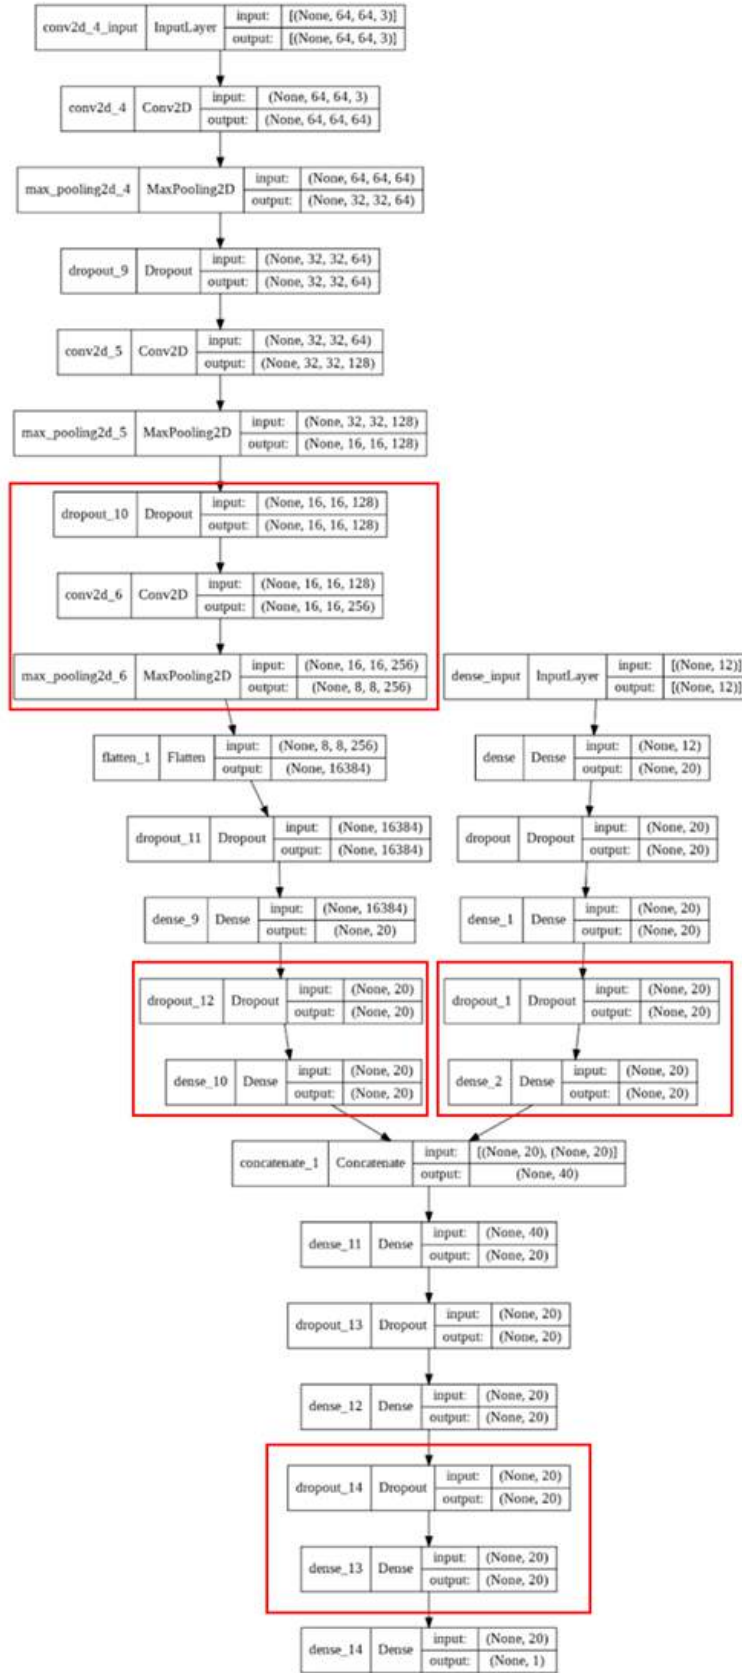 conv2d_4_input InputLayer input: [(None, 64, 64, 3)]
output: [(None, 64, 64, 3)]
conv2d_4 Conv2D input: (None, 64, 64, 3)
output: (None, 64, 64, 64)
max_pooling2d_4 MaxPooling2D input: (None, 64, 64, 64)
output: (None, 32, 32, 64)
dropout_9 Dropout input: (None, 32, 32, 64)
output: (None, 32, 32, 64)
conv2d_5 Conv2D input: (None, 32, 32, 64)
output: (None, 32, 32, 128)
max_pooling2d_5 MaxPooling2D input: (None, 32, 32, 128)
output: (None, 16, 16, 128)
dropout_10 Dropout input: (None, 16, 16, 128)
output: (None, 16, 16, 128)
conv2d_6 Conv2D input: (None, 16, 16, 128)
output: (None, 16, 16, 256)
max_pooling2d_6 MaxPooling2D input: (None, 16, 16, 256)
output: (None, 8, 8, 256)
dense_input InputLayer input: [(None, 12)]
output: [(None, 12)]
flatten_1 Flatten input: (None, 8, 8, 256)
output: (None, 16384)
dense Dense input: (None, 12)
output: (None, 20)
dropout_11 Dropout input: (None, 16384)
output: (None, 16384)
dropout Dropout input: (None, 20)
output: (None, 20)
dense_9 Dense input: (None, 16384)
output: (None, 20)
dense_1 Dense input: (None, 20)
output: (None, 20)
dropout_12 Dropout input: (None, 20)
output: (None, 20)
dropout_1 Dropout input: (None, 20)
output: (None, 20)
dense_10 Dense input: (None, 20)
output: (None, 20)
dense_2 Dense input: (None, 20)
output: (None, 20)
concatenate_1 Concatenate input: [(None, 20), (None, 20)]
output: (None, 40)
dense_11 Dense input: (None, 40)
output: (None, 20)
dropout_13 Dropout input: (None, 20)
output: (None, 20)
dense_12 Dense input: (None, 20)
output: (None, 20)
dropout_14 Dropout input: (None, 20)
output: (None, 20)
dense_13 Dense input: (None, 20)
output: (None, 20)
dense_14 Dense input: (None, 20)
output: (None, 1)